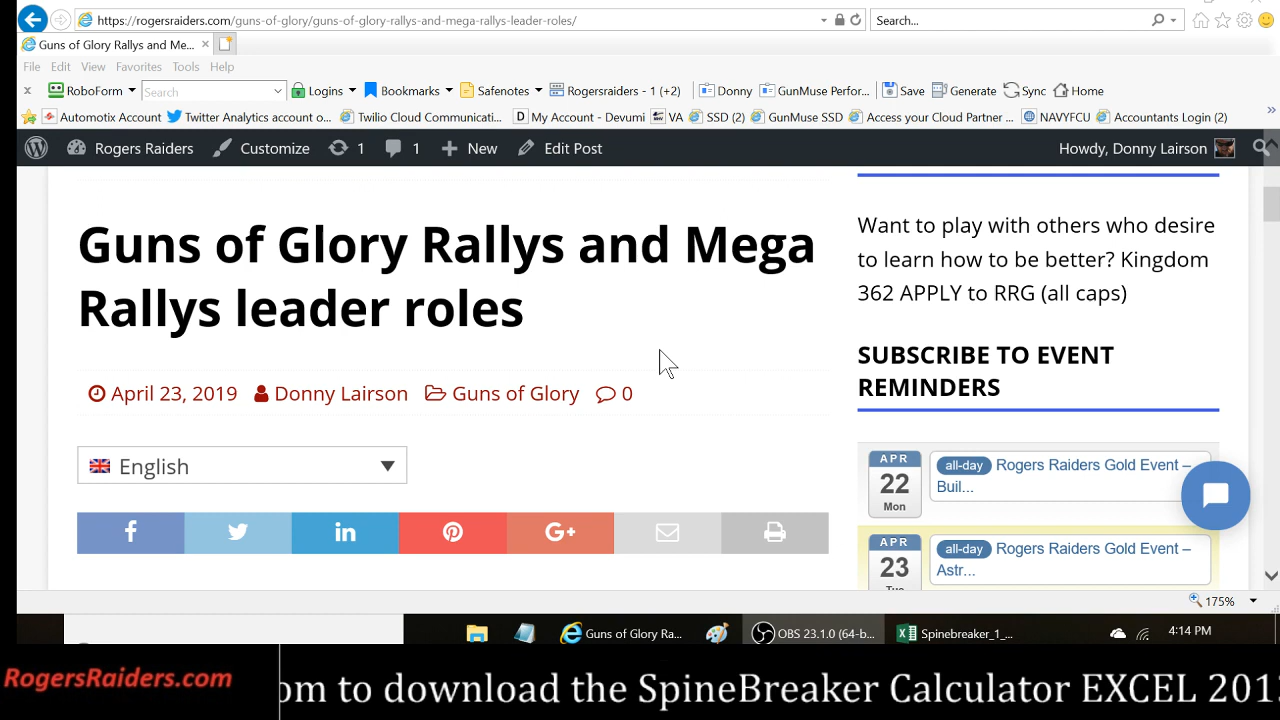 https://rogersraiders.com/guns-of-glory/guns-of-glory-rallys-and-mega-rallys-leader-roles/
Search...
Guns of Glory Rallys and Me...
File Edit View Favorites Tools Help
x RoboForm Search Logins Bookmarks Safenotes Rogersraiders - 1 (+2) Donny GunMuse Perfor... Save Generate Sync Home
Automotix Account Twitter Analytics account o... Twilio Cloud Communicati... D My Account - Devumi VA SSD (2) GunMuse SSD Access your Cloud Partner ... NAVYFCU Accountants Login (2) »
Rogers Raiders Customize 1 1 New Edit Post Howdy, Donny Lairson
Guns of Glory Rallys and Mega
Rallys leader roles
April 23, 2019 Donny Lairson Guns of Glory 0
English
Want to play with others who desire
to learn how to be better? Kingdom
362 APPLY to RRG (all caps)
SUBSCRIBE TO EVENT
REMINDERS
APR
22
Mon
all-day Rogers Raiders Gold Event –
Buil...
APR
23
all-day Rogers Raiders Gold Event –
Astr...
175%
Guns of Glory Ra... OBS 23.1.0 (64-b... Spinebreaker_1_... 4:14 PM
RogersRaiders.com
om to download the SpineBreaker Calculator EXCEL 201